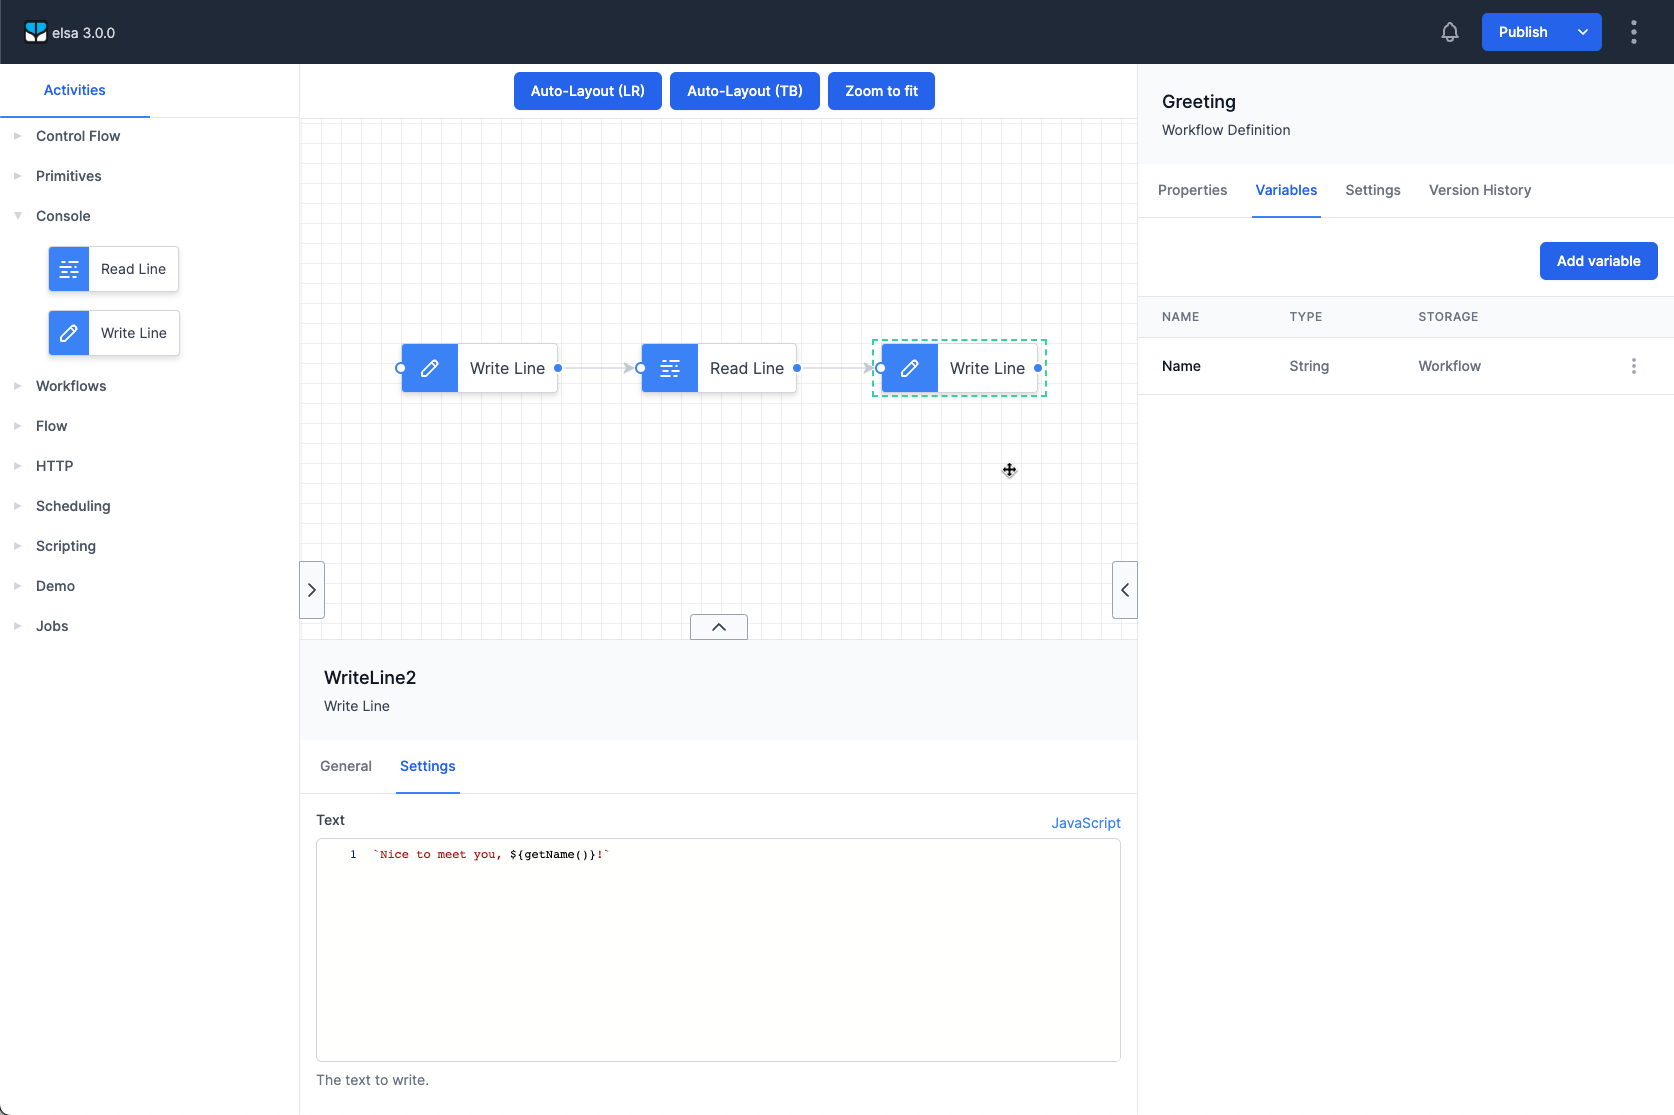 elsa 3.0.0
Publish
Activities
Control Flow
Primitives
Console
Read Line
Write Line
Workflows
Flow
HTTP
Scheduling
Scripting
Demo
Jobs
Auto-Layout (LR)
Auto-Layout (TB)
Zoom to fit
Write Line
Read Line
Write Line
WriteLine2
Write Line
General
Settings
Text
JavaScript
1 `Nice to meet you, ${getName()}!`
The text to write.
Greeting
Workflow Definition
Properties
Variables
Settings
Version History
Add variable
NAME TYPE STORAGE
Name String Workflow